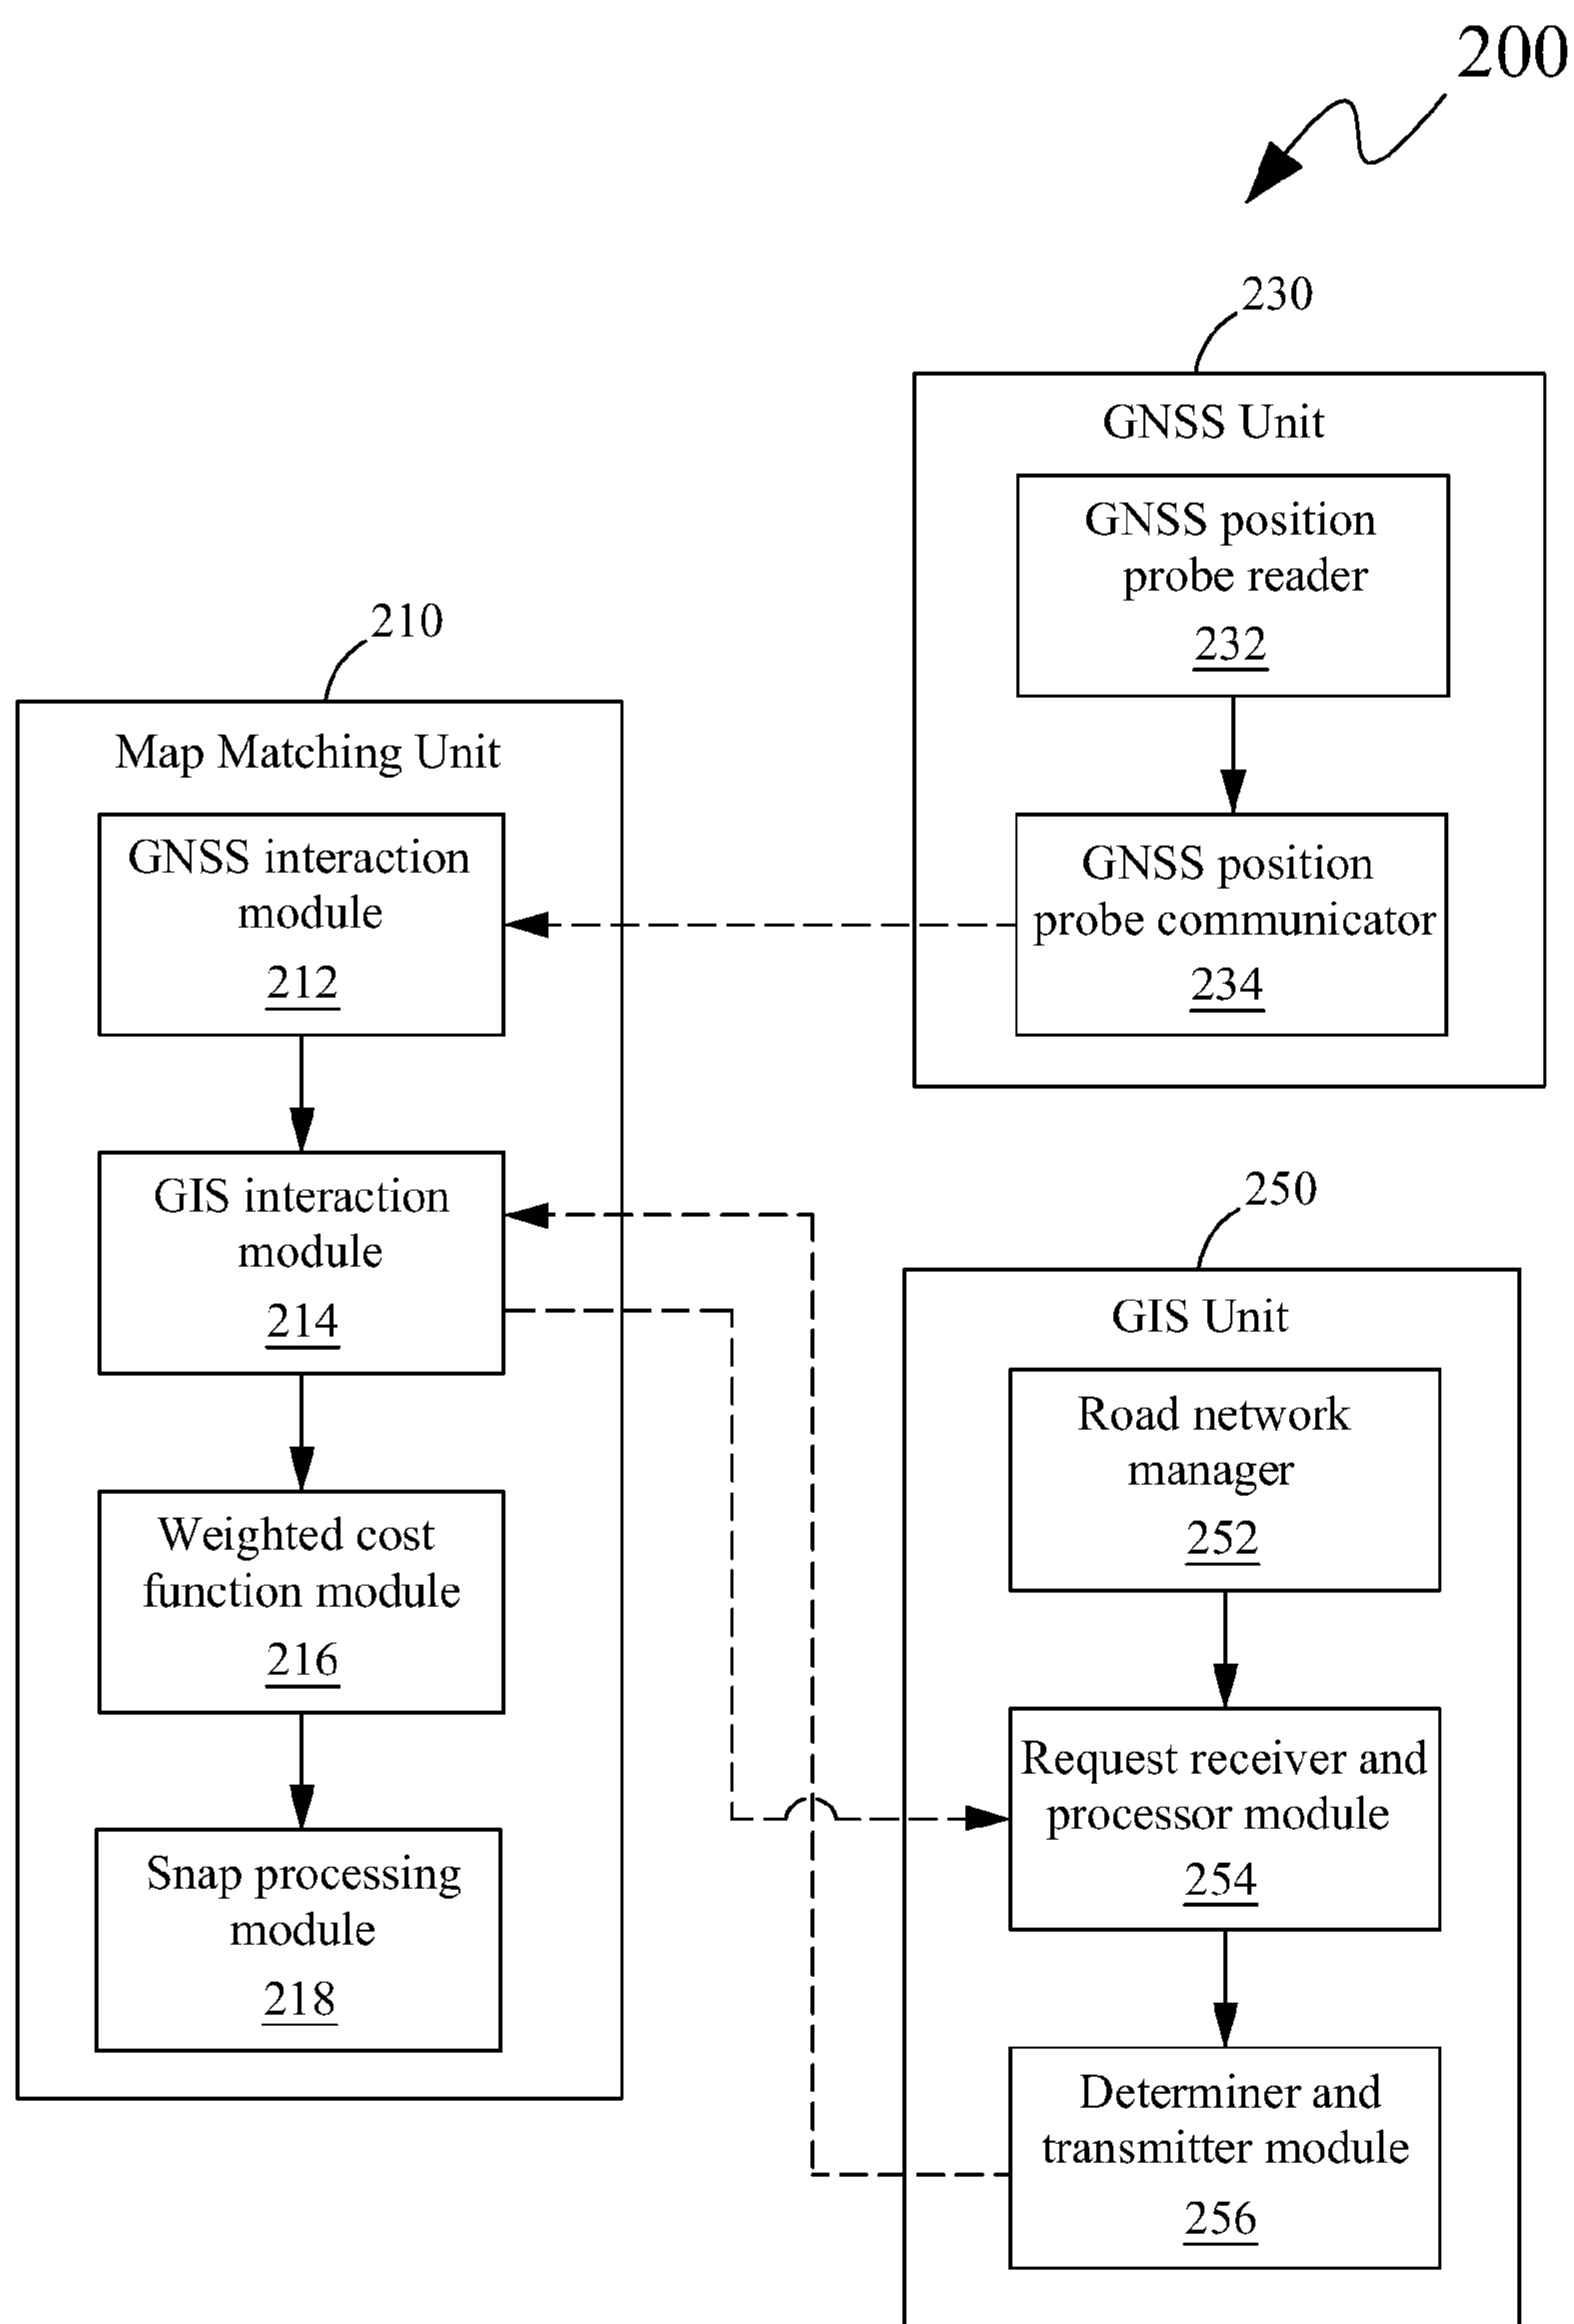 200
230
GNSS Unit
GNSS position
probe reader
232
GNSS position
probe communicator
234
210
Map Matching Unit
GNSS interaction
module
212
GIS interaction
module
214
Weighted cost
function module
216
Snap processing
module
218
250
GIS Unit
Road network
manager
252
Request receiver and
processor module
254
Determiner and
transmitter module
256